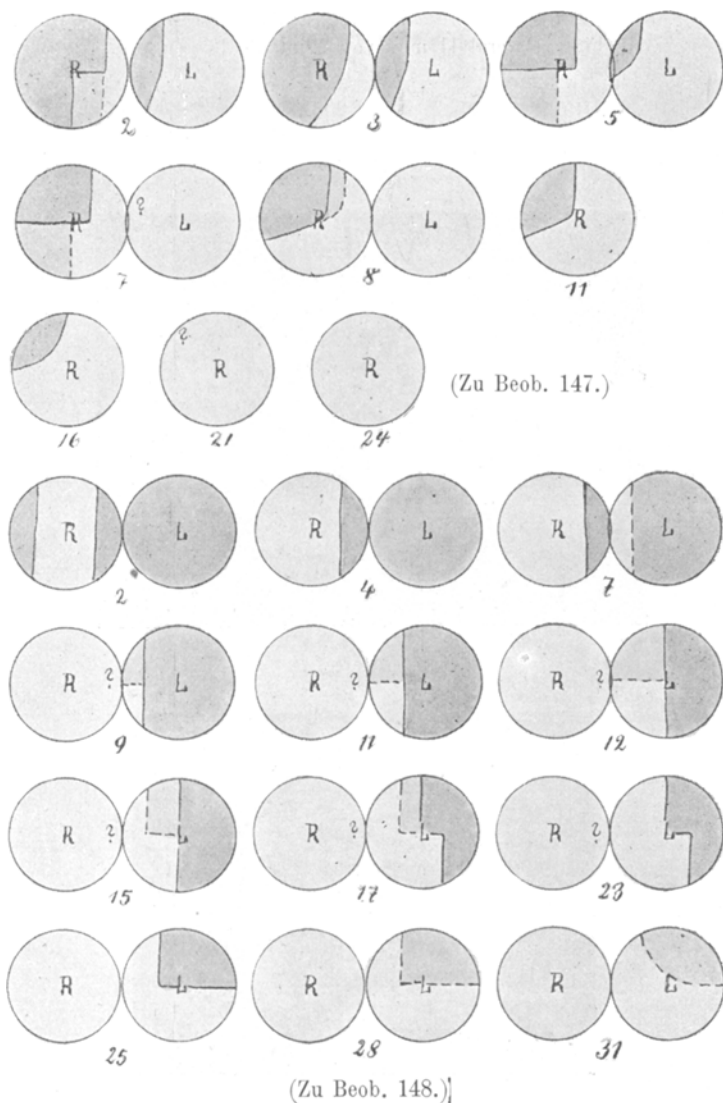 R L R L R L
2 3 5
R ? L R L R
7 8 11
R ? R R (Zu Beob. 147.)
16 21 24
R L R L R L
2 4 7
R ? L R ? L R ? L
9 11 12
R ? L R ? L R ? L
15 17 23
R L R L R L
25 28 31
(Zu Beob. 148.)